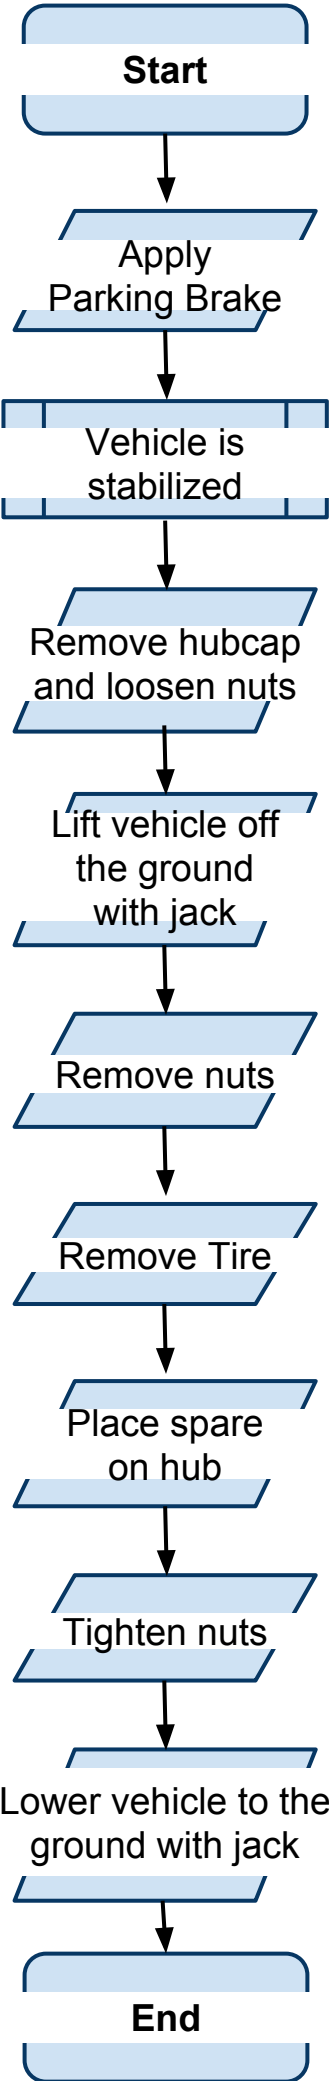 Start
Apply
Parking Brake
Vehicle is
stabilized
Remove hubcap
and loosen nuts
Lift vehicle off
the ground
with jack
Remove nuts
Remove Tire
Place spare
on hub
Tighten nuts
Lower vehicle to the
ground with jack
End